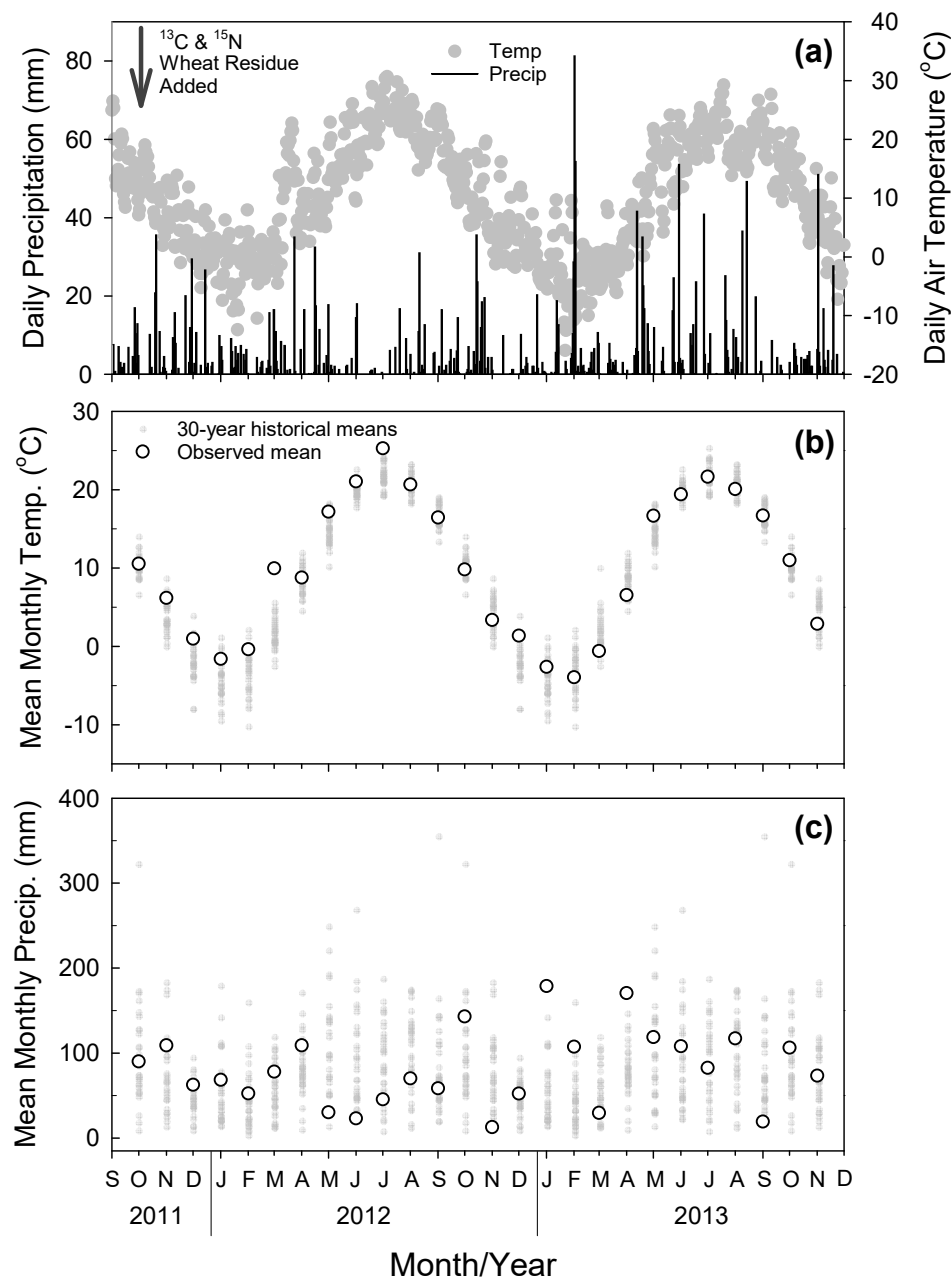 ¹³C & ¹⁵N
Wheat Residue
Added
Temp
Precip
(a)
80
60
40
20
0
Daily Precipitation (mm)
40
30
20
10
0
-10
-20
Daily Air Temperature (°C)
30-year historical means
Observed mean
(b)
30
20
10
0
-10
Mean Monthly Temp. (°C)
(c)
400
300
200
100
0
Mean Monthly Precip. (mm)
S O N D J F M A M J J A S O N D J F M A M J J A S O N D
2011 2012 2013
Month/Year